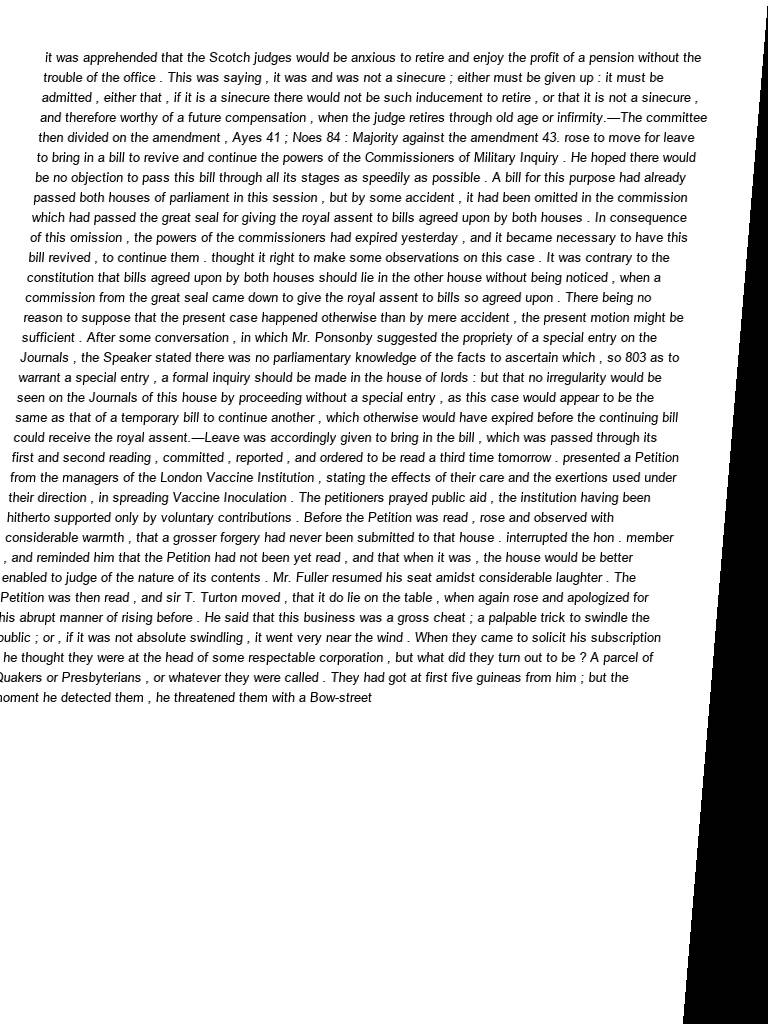 it was apprehended that the Scotch judges would be anxious to retire and enjoy the profit of a pension without the
trouble of the office . This was saying , it was and was not a sinecure ; either must be given up : it must be
admitted , either that , if it is a sinecure there would not be such inducement to retire , or that it is not a sinecure ,
and therefore worthy of a future compensation , when the judge retires through old age or infirmity.—The committee
then divided on the amendment , Ayes 41 ; Noes 84 : Majority against the amendment 43. rose to move for leave
to bring in a bill to revive and continue the powers of the Commissioners of Military Inquiry . He hoped there would
be no objection to pass this bill through all its stages as speedily as possible . A bill for this purpose had already
passed both houses of parliament in this session , but by some accident , it had been omitted in the commission
which had passed the great seal for giving the royal assent to bills agreed upon by both houses . In consequence
of this omission , the powers of the commissioners had expired yesterday , and it became necessary to have this
bill revived , to continue them . thought it right to make some observations on this case . It was contrary to the
constitution that bills agreed upon by both houses should lie in the other house without being noticed , when a
commission from the great seal came down to give the royal assent to bills so agreed upon . There being no
reason to suppose that the present case happened otherwise than by mere accident , the present motion might be
sufficient . After some conversation , in which Mr. Ponsonby suggested the propriety of a special entry on the
Journals , the Speaker stated there was no parliamentary knowledge of the facts to ascertain which , so 803 as to
warrant a special entry , a formal inquiry should be made in the house of lords : but that no irregularity would be
seen on the Journals of this house by proceeding without a special entry , as this case would appear to be the
same as that of a temporary bill to continue another , which otherwise would have expired before the continuing bill
could receive the royal assent.—Leave was accordingly given to bring in the bill , which was passed through its
first and second reading , committed , reported , and ordered to be read a third time tomorrow . presented a Petition
from the managers of the London Vaccine Institution , stating the effects of their care and the exertions used under
their direction , in spreading Vaccine Inoculation . The petitioners prayed public aid , the institution having been
hitherto supported only by voluntary contributions . Before the Petition was read , rose and observed with
considerable warmth , that a grosser forgery had never been submitted to that house . interrupted the hon . member
, and reminded him that the Petition had not been yet read , and that when it was , the house would be better
enabled to judge of the nature of its contents . Mr. Fuller resumed his seat amidst considerable laughter . The
Petition was then read , and sir T. Turton moved , that it do lie on the table , when again rose and apologized for
his abrupt manner of rising before . He said that this business was a gross cheat ; a palpable trick to swindle the
public ; or , if it was not absolute swindling , it went very near the wind . When they came to solicit his subscription
he thought they were at the head of some respectable corporation , but what did they turn out to be ? A parcel of
Quakers or Presbyterians , or whatever they were called . They had got at first five guineas from him ; but the
moment he detected them , he threatened them with a Bow-street